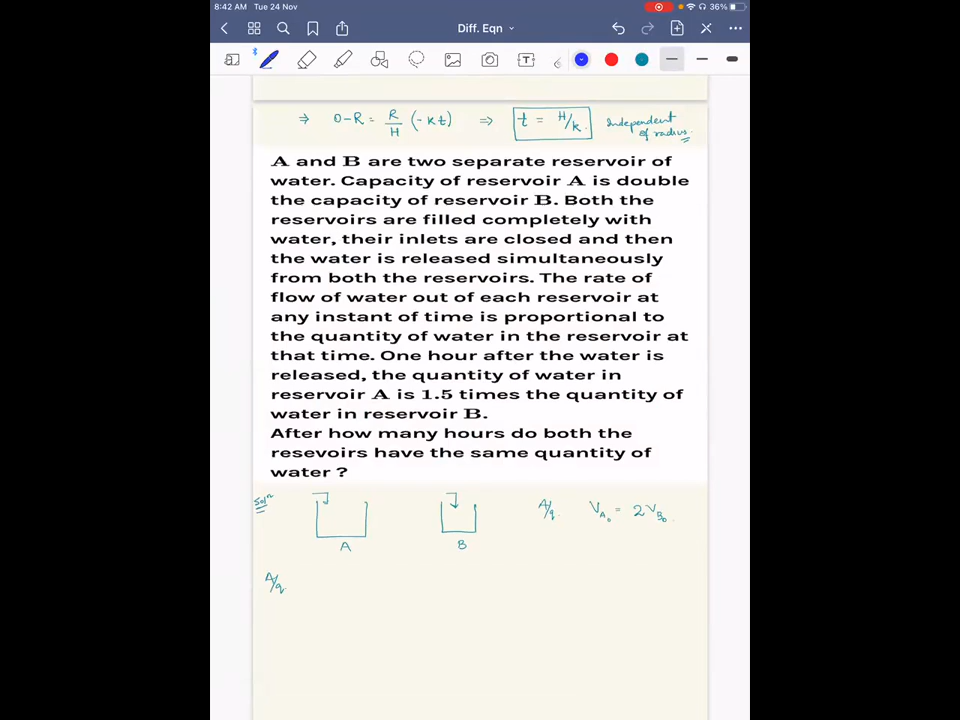 8:42 AM Tue 24 Nov 36%
Diff. Eqn
⇒ 0-R = R/H (-kt) ⇒ t = H/k. Independent of radius.
A and B are two separate reservoir of
water. Capacity of reservoir A is double
the capacity of reservoir B. Both the
reservoirs are filled completely with
water, their inlets are closed and then
the water is released simultaneously
from both the reservoirs. The rate of
flow of water out of each reservoir at
any instant of time is proportional to
the quantity of water in the reservoir at
that time. One hour after the water is
released, the quantity of water in
reservoir A is 1.5 times the quantity of
water in reservoir B.
After how many hours do both the
resevoirs have the same quantity of
water ?
Solⁿ A/q. V_A₀ = 2V_B₀.
A B
A/q.